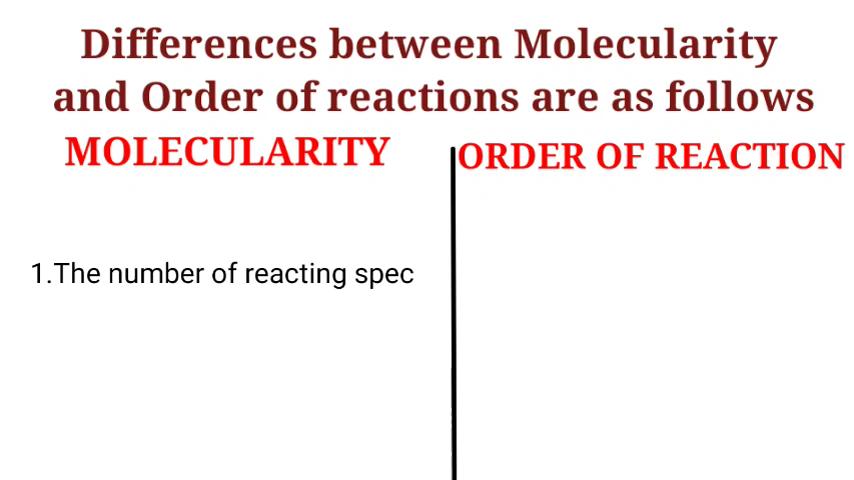 Differences between Molecularity
and Order of reactions are as follows
MOLECULARITY
ORDER OF REACTION
1.The number of reacting spec